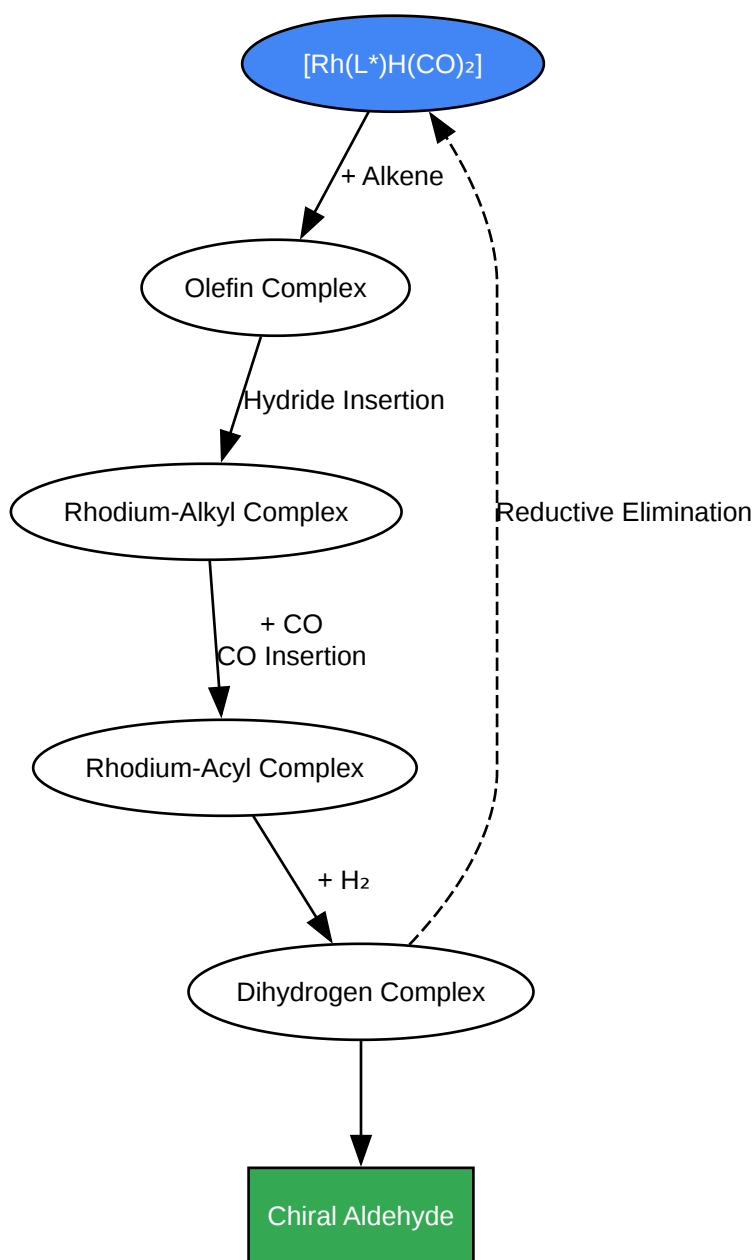 [Rh(L*)H(CO)₂]
+ Alkene
Olefin Complex
Hydride Insertion
Rhodium-Alkyl Complex
Reductive Elimination
+ CO
CO Insertion
Rhodium-Acyl Complex
+ H₂
Dihydrogen Complex
Chiral Aldehyde